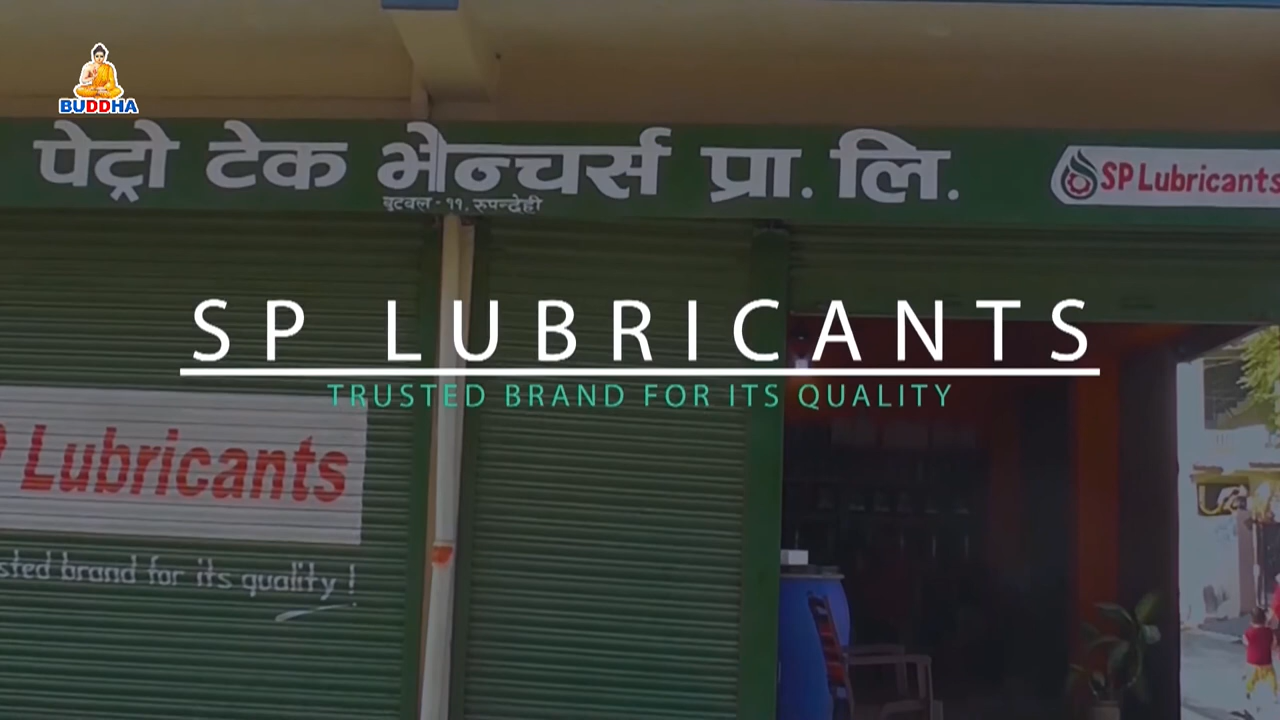 BUDDHA
पेट्रो टेक भेन्चर्स प्रा. लि.
SP Lubricants
बुटवल - ११, रुपन्देही
SP LUBRICANTS
TRUSTED BRAND FOR ITS QUALITY
Lubricants
brand for its quality !